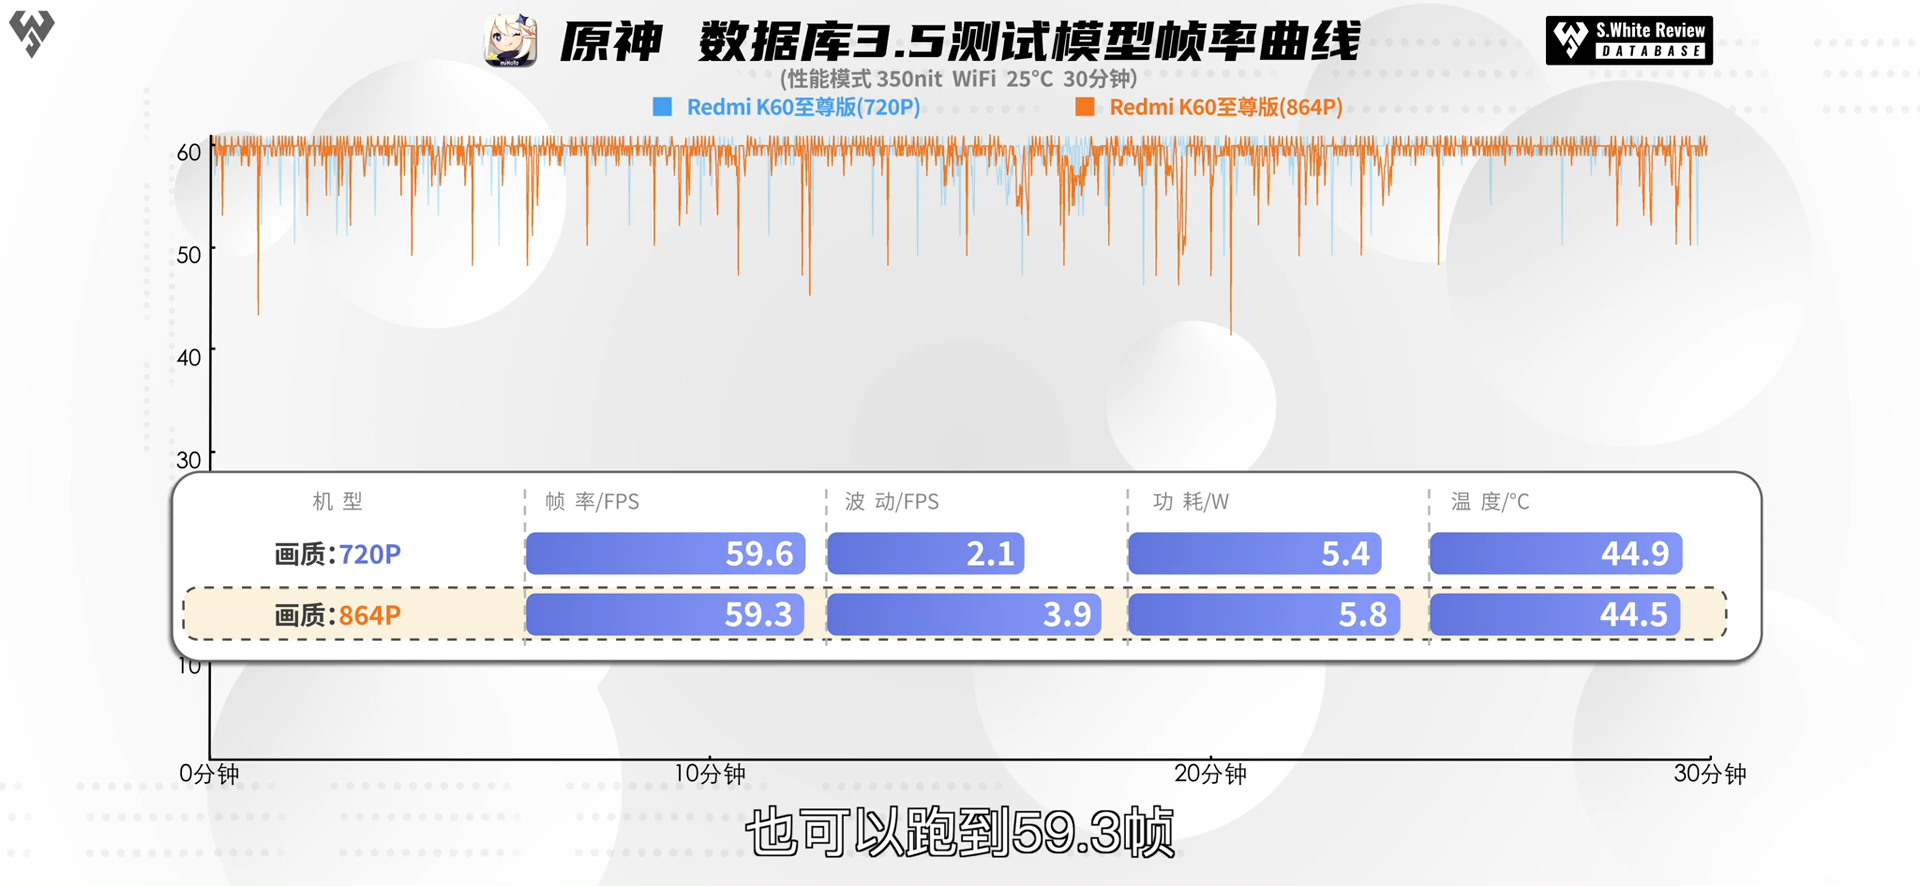 原神 数据库3.5测试模型帧率曲线
miHoYo
S.White Review
DATABASE
(性能模式 350nit WiFi 25°C 30分钟)
Redmi K60至尊版(720P)
Redmi K60至尊版(864P)
60
50
40
30
机 型 帧 率/FPS 波 动/FPS 功 耗/W 温 度/°C
画质:720P 59.6 2.1 5.4 44.9
画质:864P 59.3 3.9 5.8 44.5
10
0分钟 10分钟 20分钟 30分钟
也可以跑到59.3帧